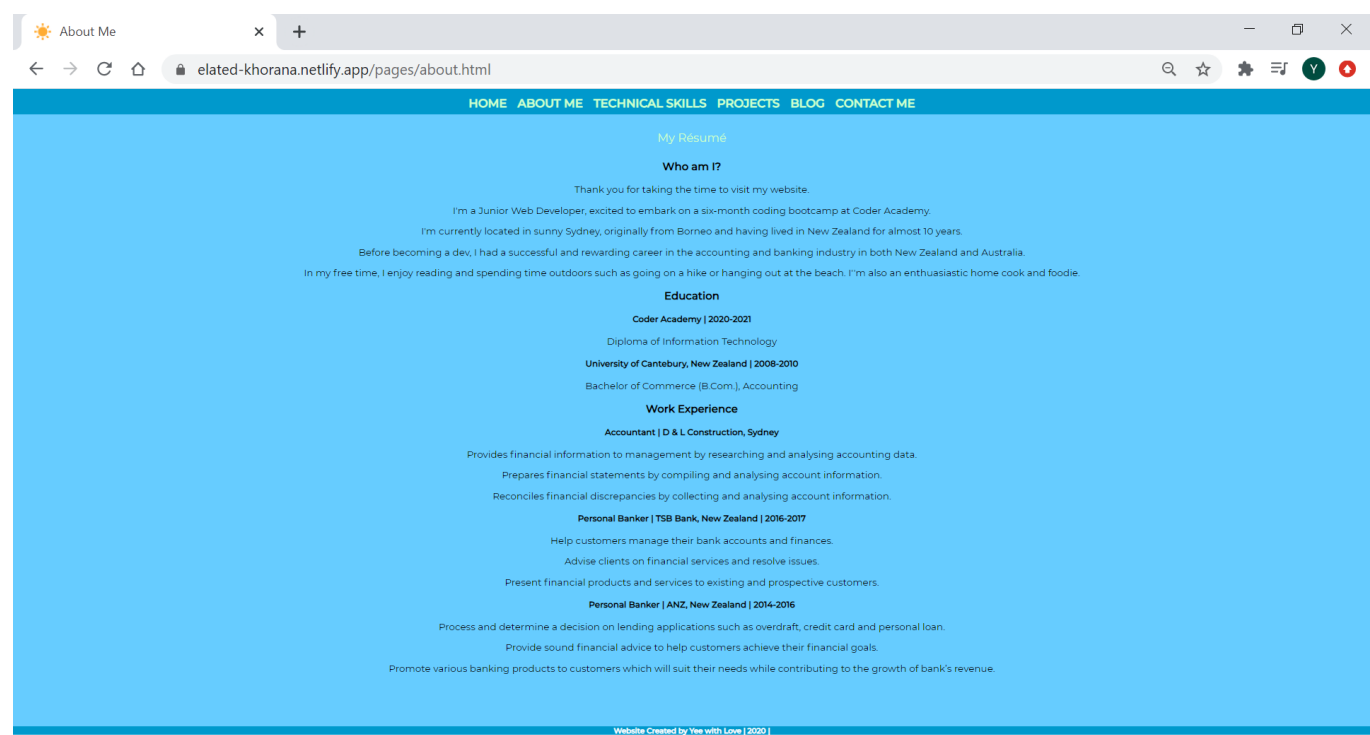 About Me
elated-khorana.netlify.app/pages/about.html
Y
HOME ABOUT ME TECHNICAL SKILLS PROJECTS BLOG CONTACT ME
My Résumé
Who am I?
Thank you for taking the time to visit my website.
I'm a Junior Web Developer, excited to embark on a six-month coding bootcamp at Coder Academy.
I'm currently located in sunny Sydney, originally from Borneo and having lived in New Zealand for almost 10 years.
Before becoming a dev, I had a successful and rewarding career in the accounting and banking industry in both New Zealand and Australia.
In my free time, I enjoy reading and spending time outdoors such as going on a hike or hanging out at the beach. I''m also an enthuasiastic home cook and foodie.
Education
Coder Academy | 2020-2021
Diploma of Information Technology
University of Cantebury, New Zealand | 2008-2010
Bachelor of Commerce (B.Com.), Accounting
Work Experience
Accountant | D & L Construction, Sydney
Provides financial information to management by researching and analysing accounting data.
Prepares financial statements by compiling and analysing account information.
Reconciles financial discrepancies by collecting and analysing account information.
Personal Banker | TSB Bank, New Zealand | 2016-2017
Help customers manage their bank accounts and finances.
Advise clients on financial services and resolve issues.
Present financial products and services to existing and prospective customers.
Personal Banker | ANZ, New Zealand | 2014-2016
Process and determine a decision on lending applications such as overdraft, credit card and personal loan.
Provide sound financial advice to help customers achieve their financial goals.
Promote various banking products to customers which will suit their needs while contributing to the growth of bank's revenue.
Website Created by Yee with Love | 2020 |